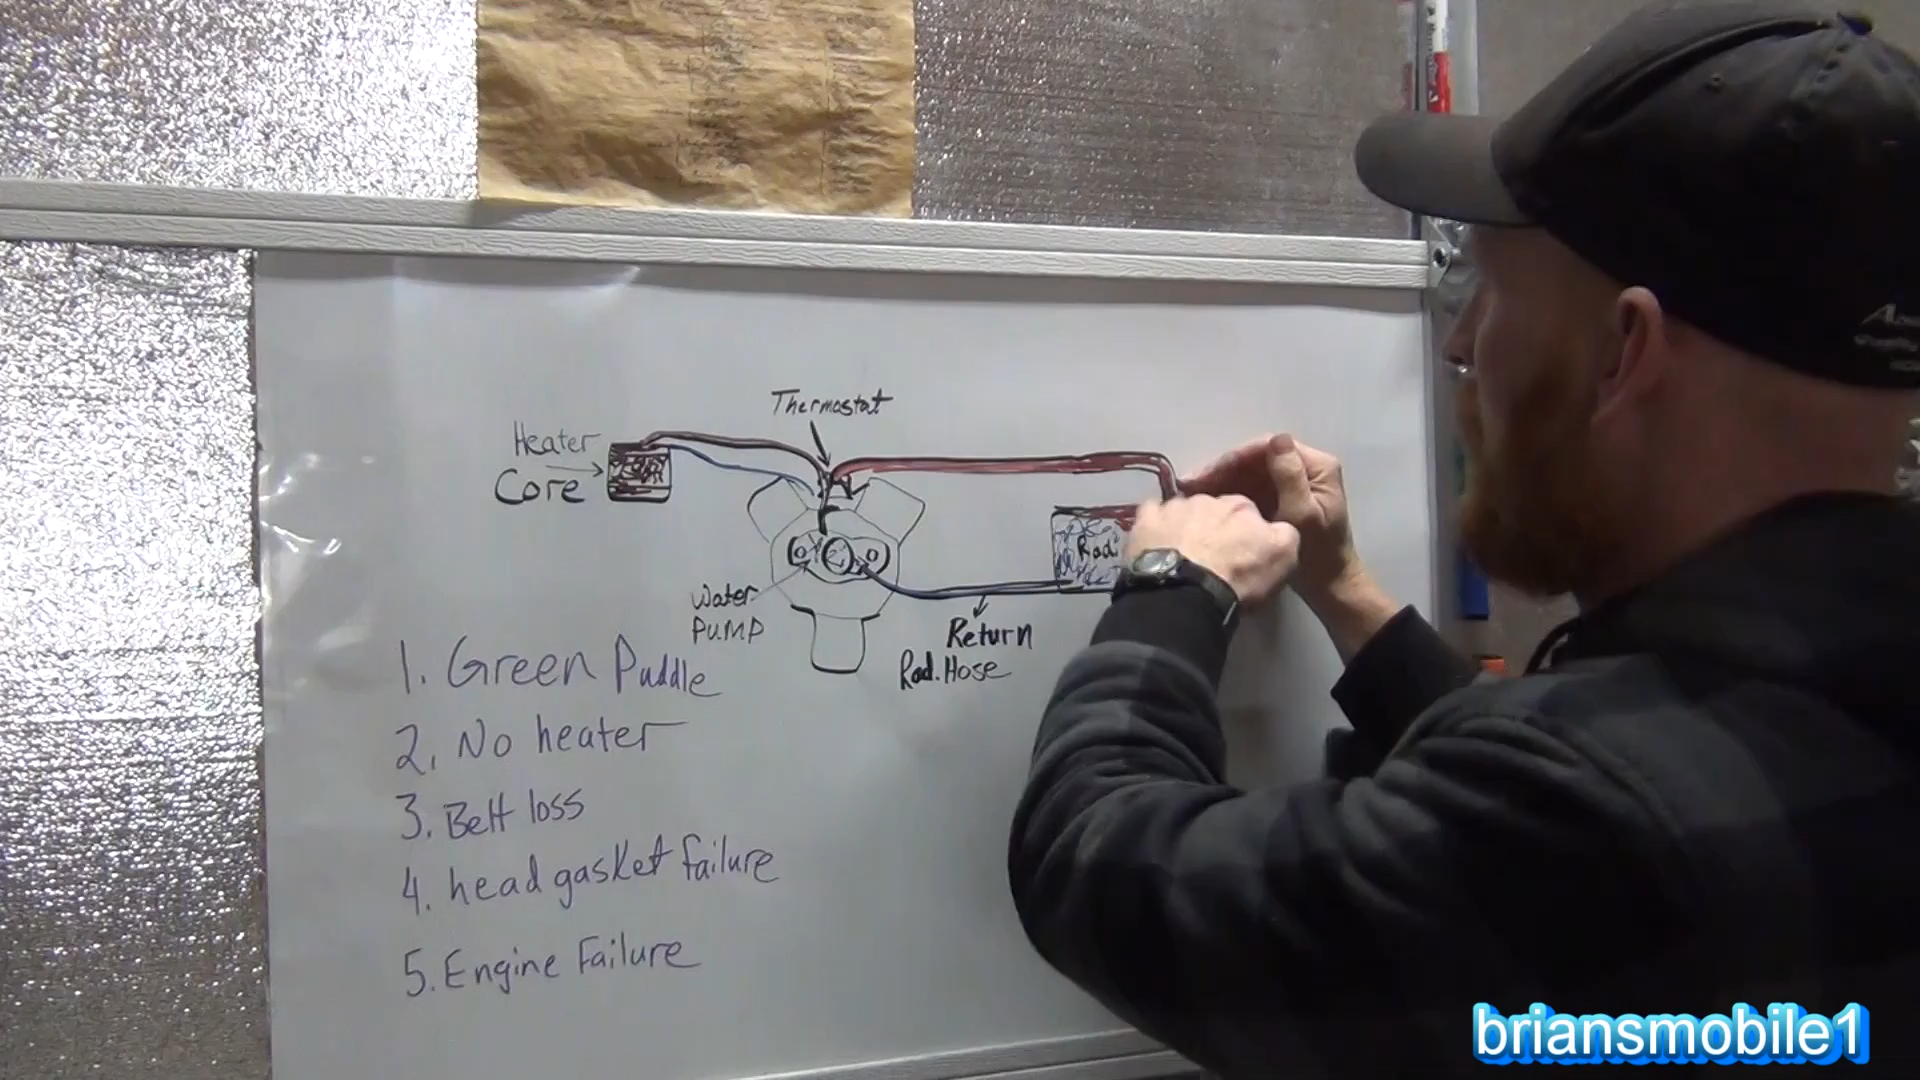 Thermostat
Heater
Core
Rad.
Water
PUMP
Return
Rad. Hose
1. Green Puddle
2. No heater
3. Belt loss
4. head gasket failure
5. Engine Failure
briansmobile1